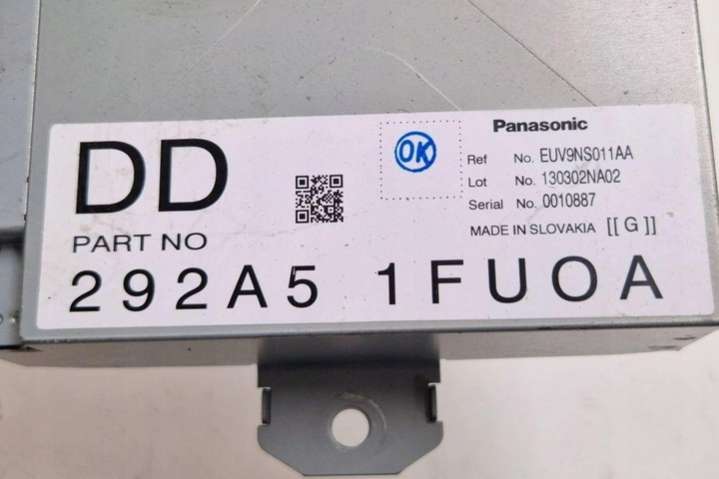 DD
OK
Panasonic
Ref No. EUV9NS011AA
Lot No. 130302NA02
Serial No. 0010887
MADE IN SLOVAKIA [[ G ]]
PART NO
292A5 1FUOA